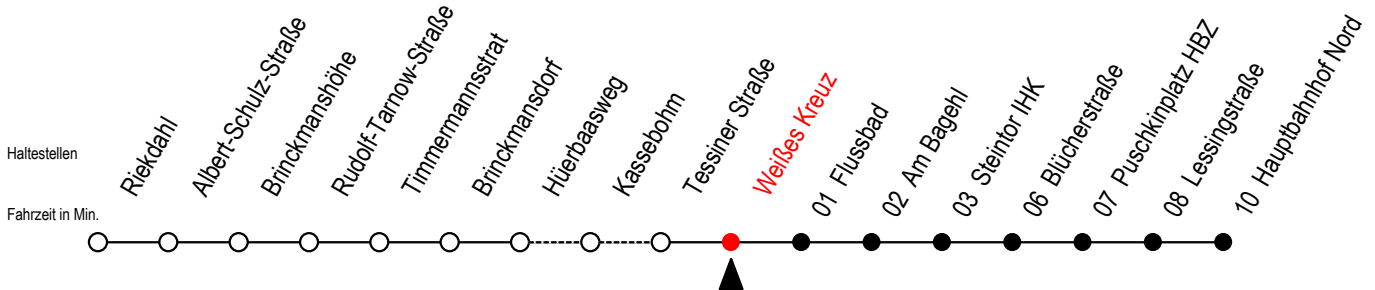 Haltestellen
Fahrzeit in Min.
Riekdahl
Albert-Schulz-Straße
Brinckmanshöhe
Rudolf-Tarnow-Straße
Timmermannsstrat
Brinckmansdorf
Hüerbaasweg
Kassebohm
Tessiner Straße
Weißes Kreuz
01 Flussbad
02 Am Bagehl
03 Steintor IHK
06 Blücherstraße
07 Puschkinplatz HBZ
08 Lessingstraße
10 Hauptbahnhof Nord